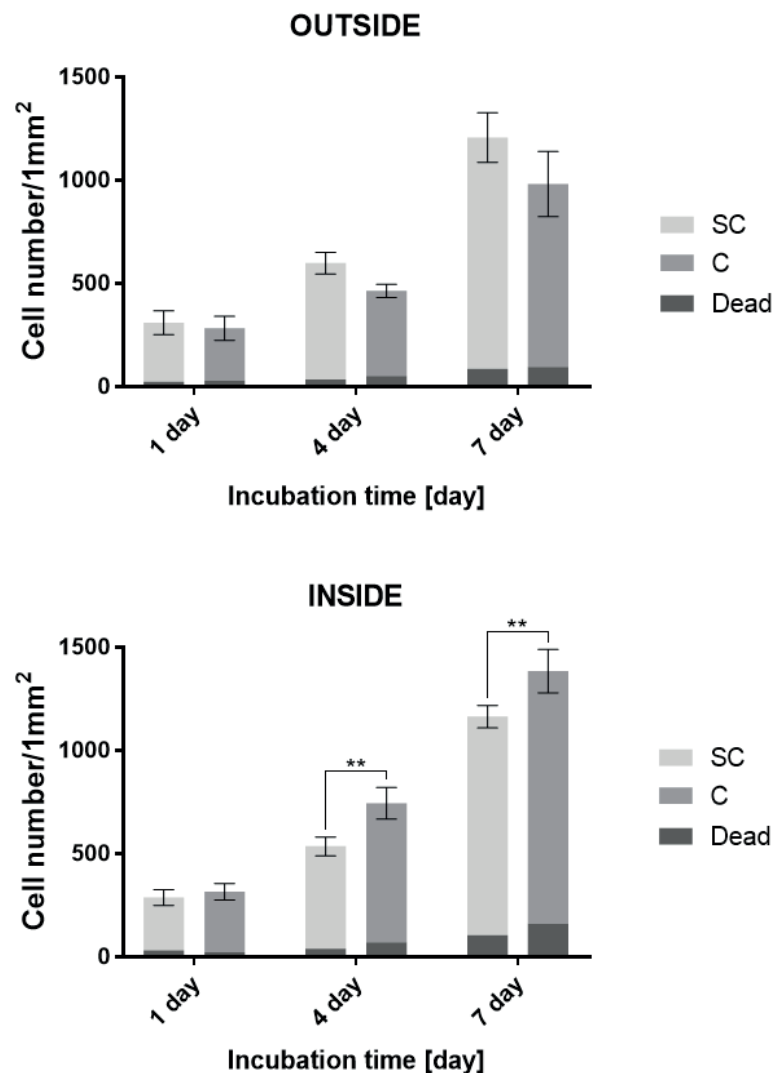 OUTSIDE
Cell number/1mm²
1500
1000
500
0
1 day
4 day
7 day
Incubation time [day]
SC
C
Dead
INSIDE
Cell number/1mm²
1500
1000
500
0
**
**
1 day
4 day
7 day
Incubation time [day]
SC
C
Dead